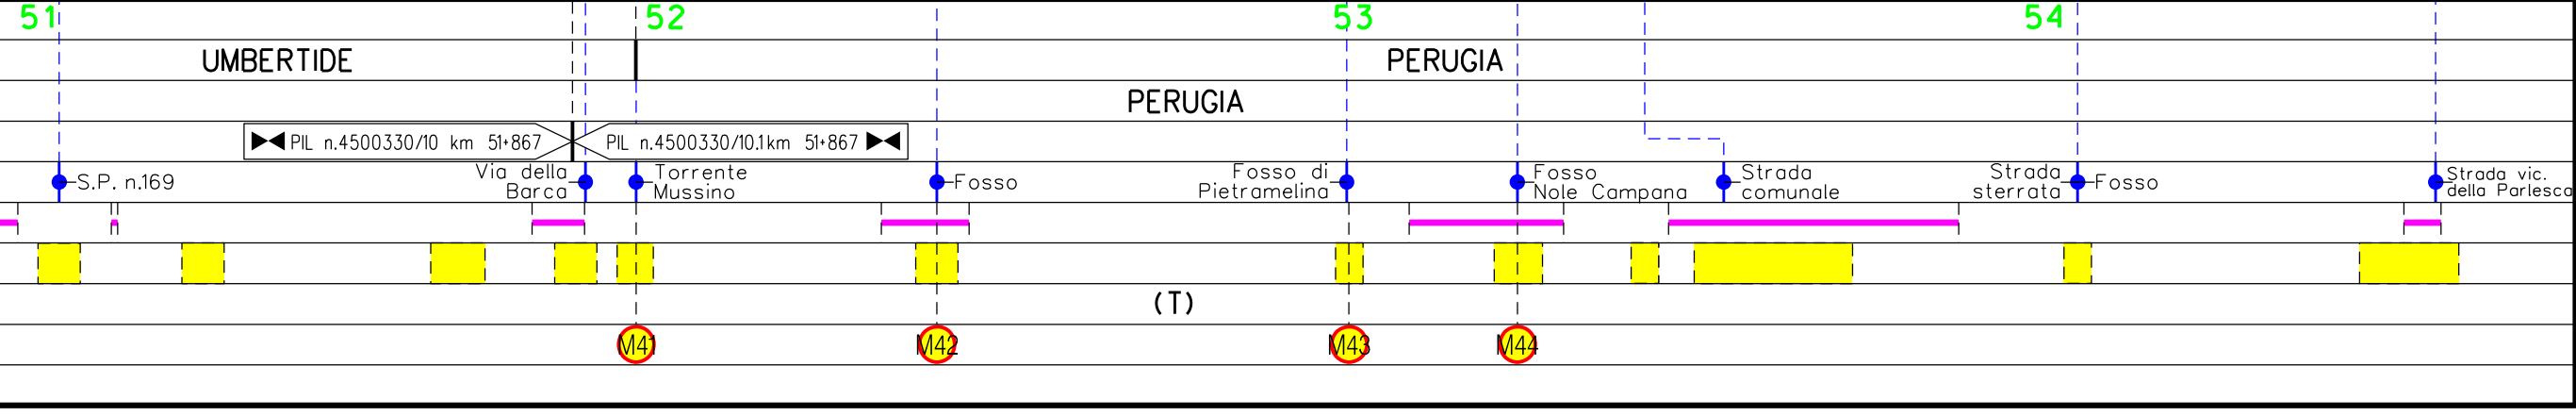 51 52 53 54
UMBERTIDE PERUGIA
PERUGIA
PIL n.4500330/10 km 51+867 PIL n.4500330/10.1km 51+867
S.P. n.169
Via della
Barca
Torrente
Mussino
Fosso
Fosso di
Pietramelina
Fosso
Nole Campana
Strada
comunale
Strada
sterrata
Fosso
Strada vic.
della Parlesca
(T)
M41 M42 M43 M44